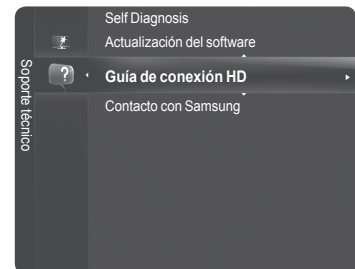 Soporte técnico
Self Diagnosis
Actualización del software
Guía de conexión HD
Contacto con Samsung